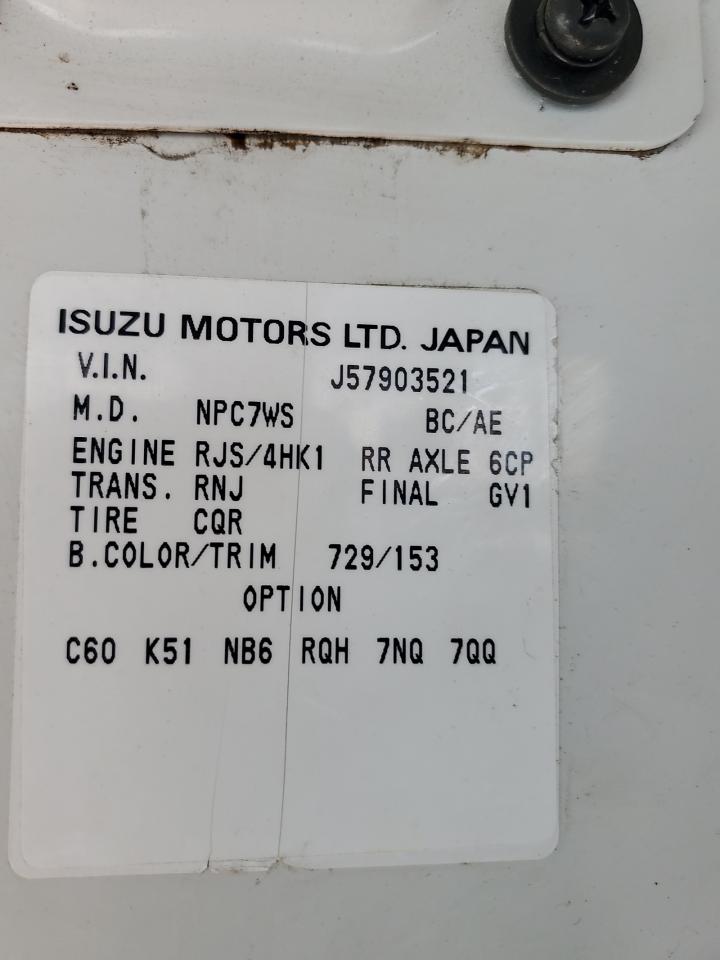 ISUZU MOTORS LTD. JAPAN
V.I.N. J57903521
M.D. NPC7WS BC/AE
ENGINE RJS/4HK1 RR AXLE 6CP
TRANS. RNJ FINAL GV1
TIRE CQR
B.COLOR/TRIM 729/153
OPTION
C60 K51 NB6 RQH 7NQ 7QQ